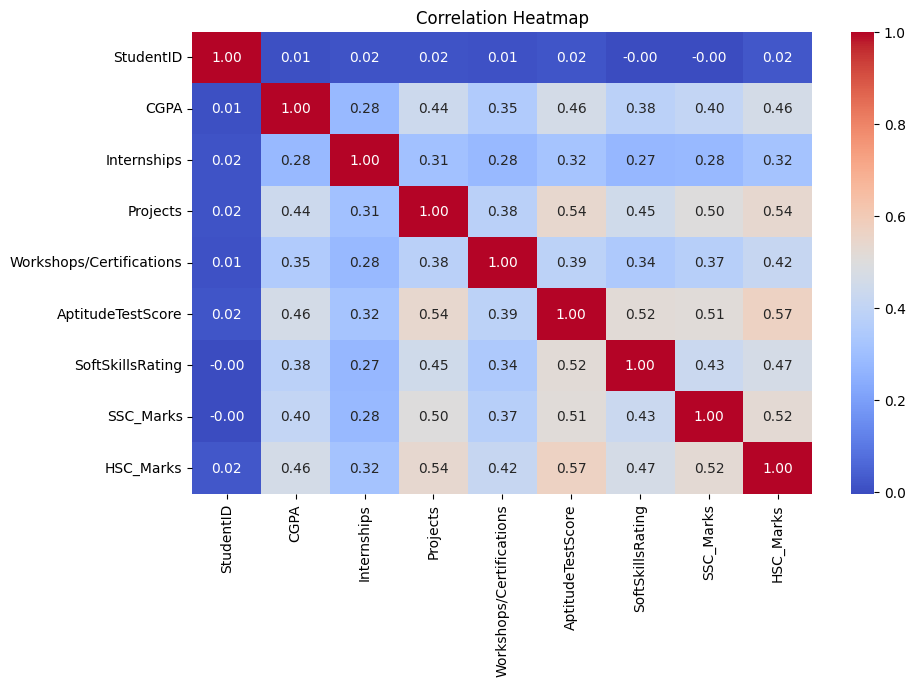 Correlation Heatmap
StudentID 1.00 0.01 0.02 0.02 0.01 0.02 -0.00 -0.00 0.02
CGPA 0.01 1.00 0.28 0.44 0.35 0.46 0.38 0.40 0.46
Internships 0.02 0.28 1.00 0.31 0.28 0.32 0.27 0.28 0.32
Projects 0.02 0.44 0.31 1.00 0.38 0.54 0.45 0.50 0.54
Workshops/Certifications 0.01 0.35 0.28 0.38 1.00 0.39 0.34 0.37 0.42
AptitudeTestScore 0.02 0.46 0.32 0.54 0.39 1.00 0.52 0.51 0.57
SoftSkillsRating -0.00 0.38 0.27 0.45 0.34 0.52 1.00 0.43 0.47
SSC_Marks -0.00 0.40 0.28 0.50 0.37 0.51 0.43 1.00 0.52
HSC_Marks 0.02 0.46 0.32 0.54 0.42 0.57 0.47 0.52 1.00
StudentID
CGPA
Internships
Projects
Workshops/Certifications
AptitudeTestScore
SoftSkillsRating
SSC_Marks
HSC_Marks
1.0
0.8
0.6
0.4
0.2
0.0